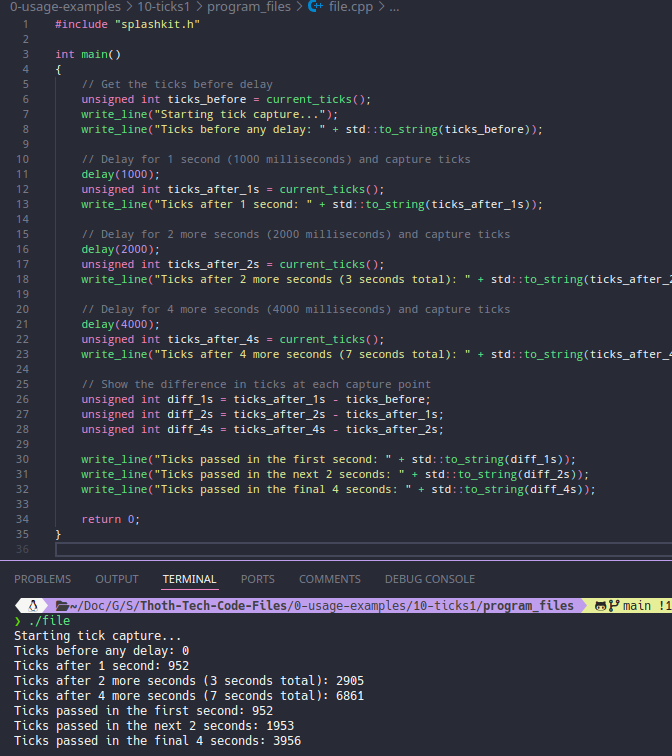 0-usage-examples > 10-ticks1 > program_files > file.cpp > ...
1 #include "splashkit.h"
2
3 int main()
4 {
5 // Get the ticks before delay
6 unsigned int ticks_before = current_ticks();
7 write_line("Starting tick capture...");
8 write_line("Ticks before any delay: " + std::to_string(ticks_before));
9
10 // Delay for 1 second (1000 milliseconds) and capture ticks
11 delay(1000);
12 unsigned int ticks_after_1s = current_ticks();
13 write_line("Ticks after 1 second: " + std::to_string(ticks_after_1s));
14
15 // Delay for 2 more seconds (2000 milliseconds) and capture ticks
16 delay(2000);
17 unsigned int ticks_after_2s = current_ticks();
18 write_line("Ticks after 2 more seconds (3 seconds total): " + std::to_string(ticks_after_2
19
20 // Delay for 4 more seconds (4000 milliseconds) and capture ticks
21 delay(4000);
22 unsigned int ticks_after_4s = current_ticks();
23 write_line("Ticks after 4 more seconds (7 seconds total): " + std::to_string(ticks_after_4
24
25 // Show the difference in ticks at each capture point
26 unsigned int diff_1s = ticks_after_1s - ticks_before;
27 unsigned int diff_2s = ticks_after_2s - ticks_after_1s;
28 unsigned int diff_4s = ticks_after_4s - ticks_after_2s;
29
30 write_line("Ticks passed in the first second: " + std::to_string(diff_1s));
31 write_line("Ticks passed in the next 2 seconds: " + std::to_string(diff_2s));
32 write_line("Ticks passed in the final 4 seconds: " + std::to_string(diff_4s));
33
34 return 0;
35 }
36
PROBLEMS OUTPUT TERMINAL PORTS COMMENTS DEBUG CONSOLE
~/Doc/G/S/Thoth-Tech-Code-Files/0-usage-examples/10-ticks1/program_files main !1
❯ ./file
Starting tick capture...
Ticks before any delay: 0
Ticks after 1 second: 952
Ticks after 2 more seconds (3 seconds total): 2905
Ticks after 4 more seconds (7 seconds total): 6861
Ticks passed in the first second: 952
Ticks passed in the next 2 seconds: 1953
Ticks passed in the final 4 seconds: 3956